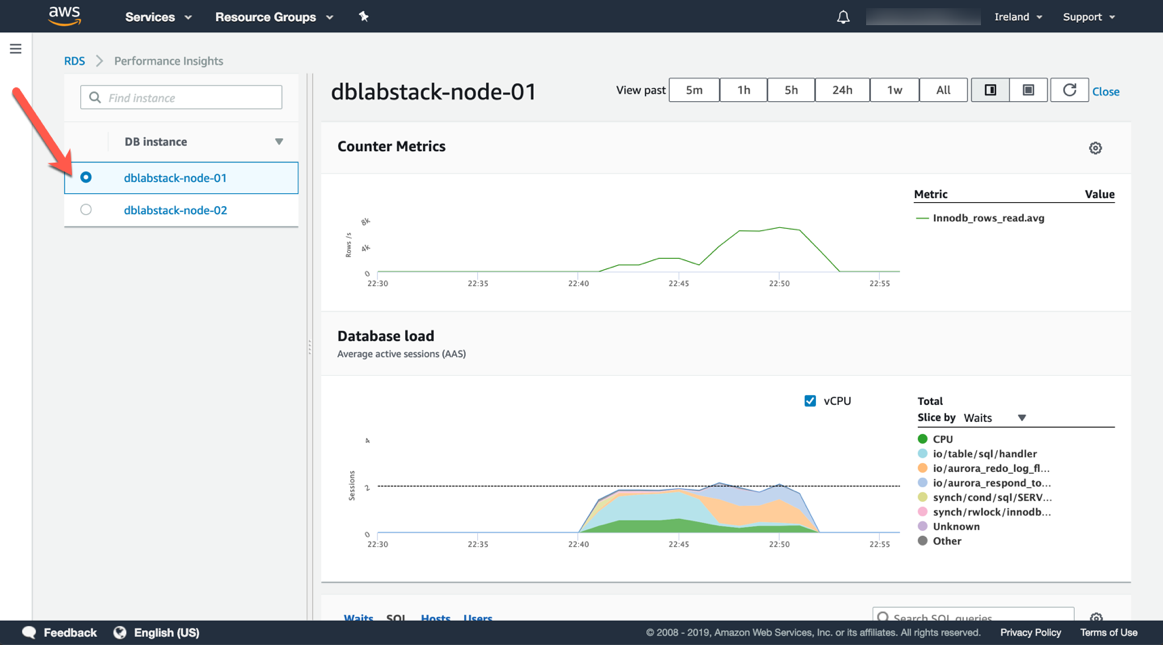 aws Services Resource Groups Ireland Support
RDS Performance Insights
Find instance
DB instance
dblabstack-node-01
dblabstack-node-02
dblabstack-node-01
View past 5m 1h 5h 24h 1w All Close
Counter Metrics
Rows /s
8k
4k
0
22:30 22:35 22:40 22:45 22:50 22:55
Metric Value
Innodb_rows_read.avg
Database load
Average active sessions (AAS)
vCPU
Sessions
4
2
0
22:30 22:35 22:40 22:45 22:50 22:55
Total
Slice by Waits
CPU
io/table/sql/handler
io/aurora_redo_log_fl...
io/aurora_respond_to...
synch/cond/sql/SERV...
synch/rwlock/innodb...
Unknown
Other
Waits SQL Hosts Users
Search SQL queries
Feedback English (US)
© 2008 - 2019, Amazon Web Services, Inc. or its affiliates. All rights reserved. Privacy Policy Terms of Use